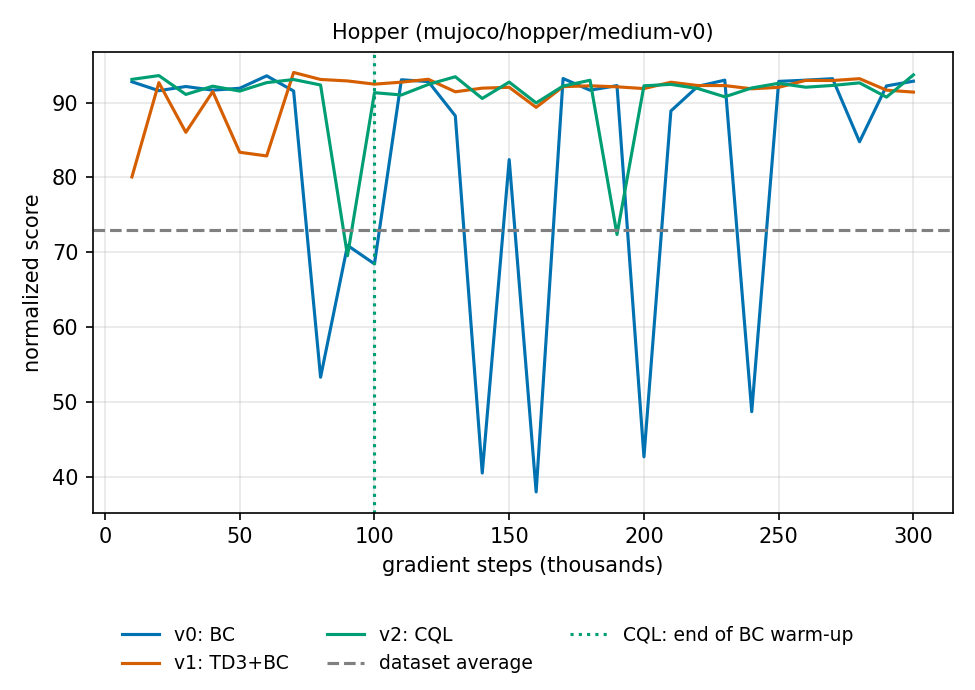 Hopper (mujoco/hopper/medium-v0)
normalized score
90
80
70
60
50
40
0 50 100 150 200 250 300
gradient steps (thousands)
v0: BC
v1: TD3+BC
v2: CQL
dataset average
CQL: end of BC warm-up